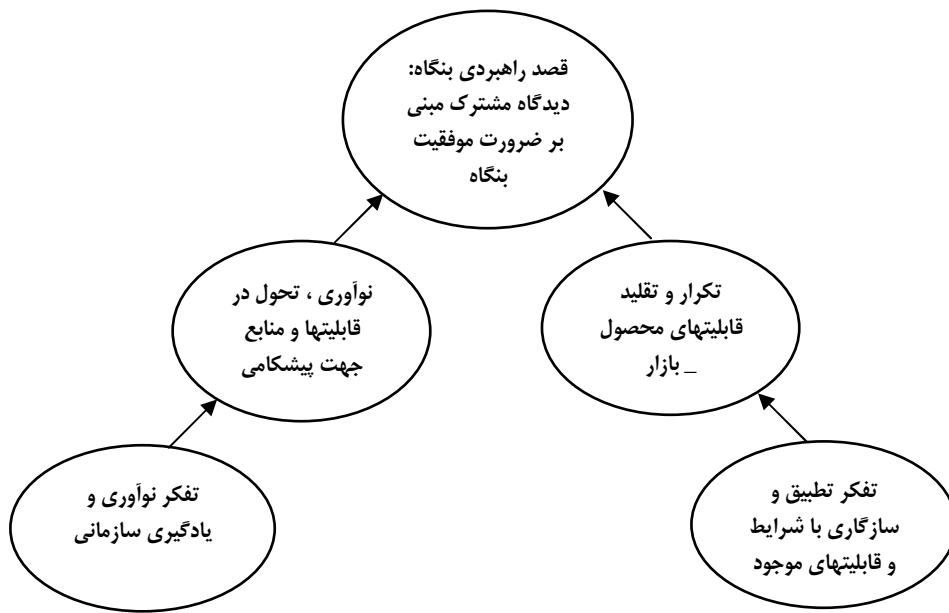 قصد راهبردی بنگاه:
دیدگاه مشترک مبنی
بر ضرورت موفقیت
بنگاه
تکرار و تقلید
قابلیتهای محصول
_ بازار
نوآوری ، تحول در
قابلیتها و منابع
جهت پیشگامی
تفکر تطبیق و
سازگاری با شرایط
و قابلیتهای موجود
تفکر نوآوری و
یادگیری سازمانی